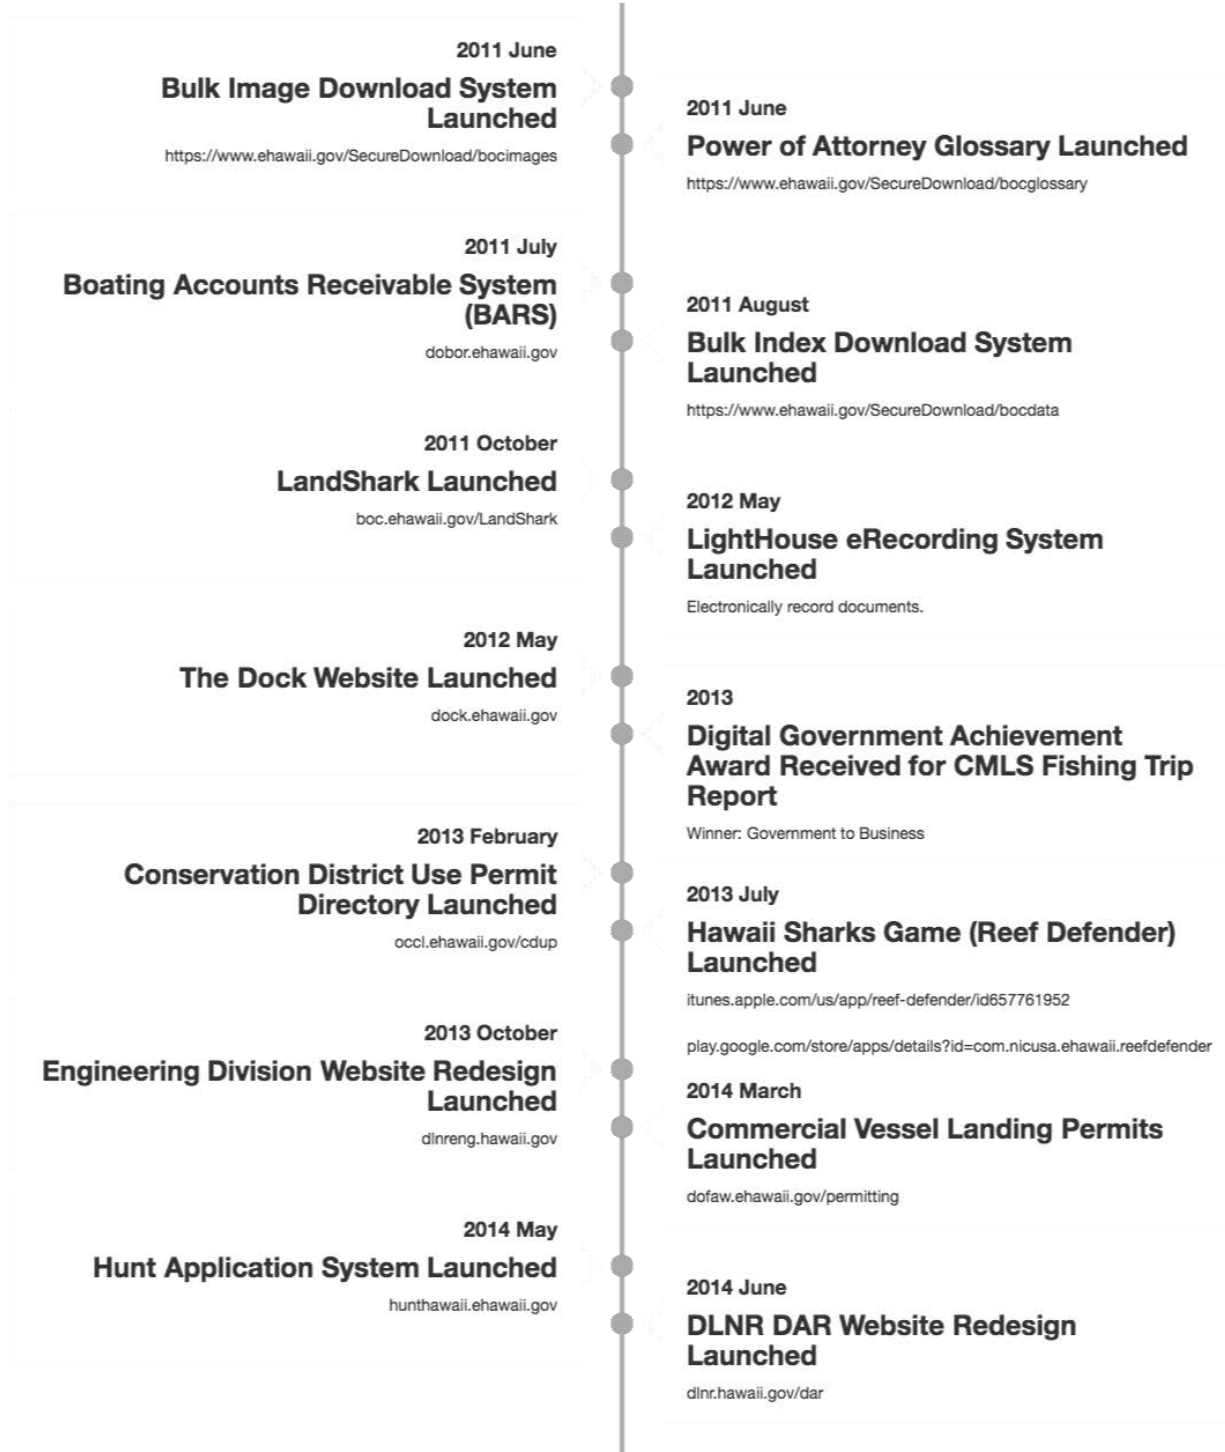 2011 June
Bulk Image Download System
Launched
https://www.ehawaii.gov/SecureDownload/bocimages
2011 June
Power of Attorney Glossary Launched
https://www.ehawaii.gov/SecureDownload/bocglossary
2011 July
Boating Accounts Receivable System
(BARS)
dobor.ehawaii.gov
2011 August
Bulk Index Download System
Launched
https://www.ehawaii.gov/SecureDownload/bocdata
2011 October
LandShark Launched
boc.ehawaii.gov/LandShark
2012 May
LightHouse eRecording System
Launched
Electronically record documents.
2012 May
The Dock Website Launched
dock.ehawaii.gov
2013
Digital Government Achievement
Award Received for CMLS Fishing Trip
Report
Winner: Government to Business
2013 February
Conservation District Use Permit
Directory Launched
occl.ehawaii.gov/cdup
2013 July
Hawaii Sharks Game (Reef Defender)
Launched
itunes.apple.com/us/app/reef-defender/id657761952
play.google.com/store/apps/details?id=com.nicusa.ehawaii.reefdefender
2013 October
Engineering Division Website Redesign
Launched
dlnreng.hawaii.gov
2014 March
Commercial Vessel Landing Permits
Launched
dofaw.ehawaii.gov/permitting
2014 May
Hunt Application System Launched
hunthawaii.ehawaii.gov
2014 June
DLNR DAR Website Redesign
Launched
dlnr.hawaii.gov/dar